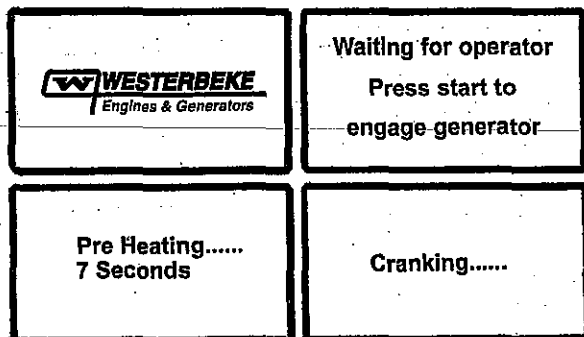 W WESTERBEKE
Engines & Generators
Waiting for operator
Press start to
engage generator
Pre Heating......
7 Seconds
Cranking......